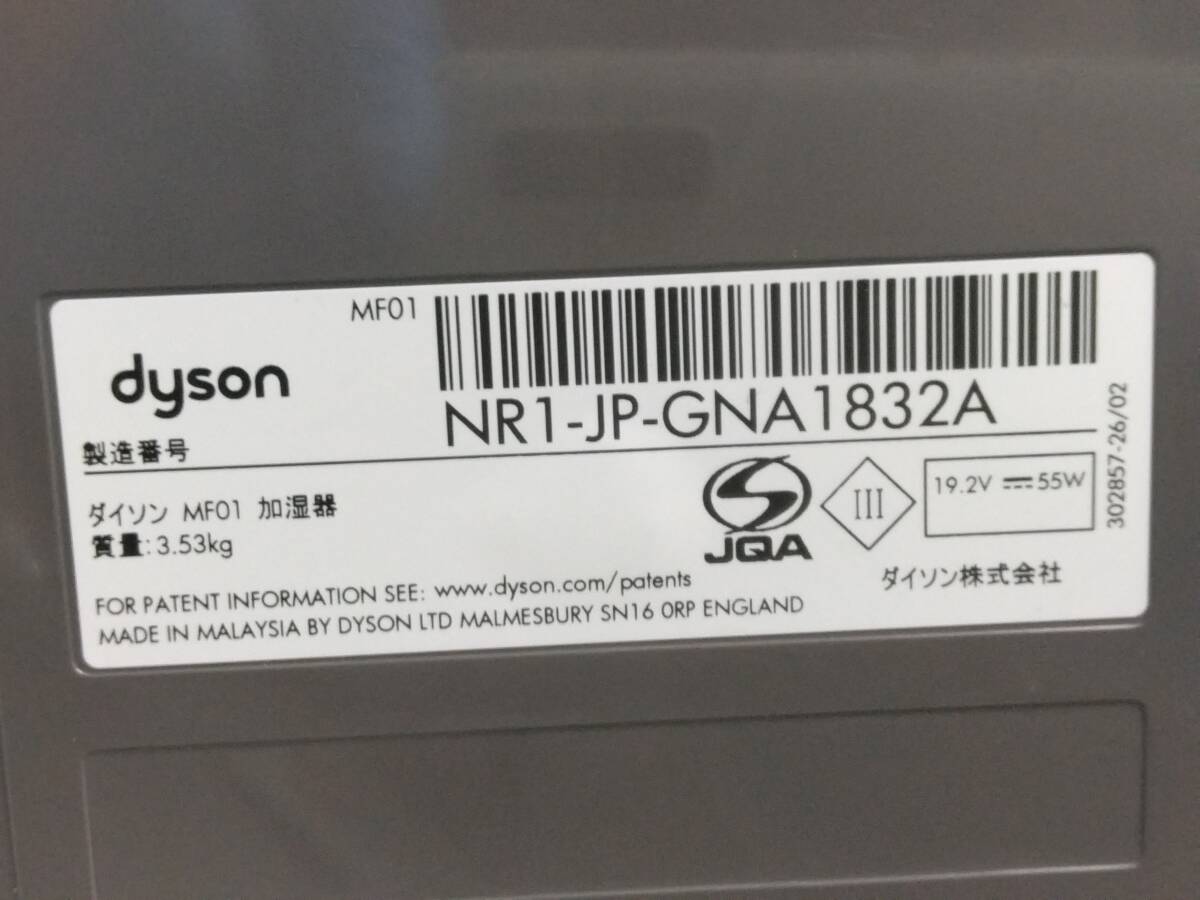 MF01
dyson
NR1-JP-GNA1832A
製造番号
ダイソン MF01 加湿器
質量:3.53kg
JQA
III
19.2V ⎓ 55W
302857-26/02
ダイソン株式会社
FOR PATENT INFORMATION SEE: www.dyson.com/patents
MADE IN MALAYSIA BY DYSON LTD MALMESBURY SN16 0RP ENGLAND